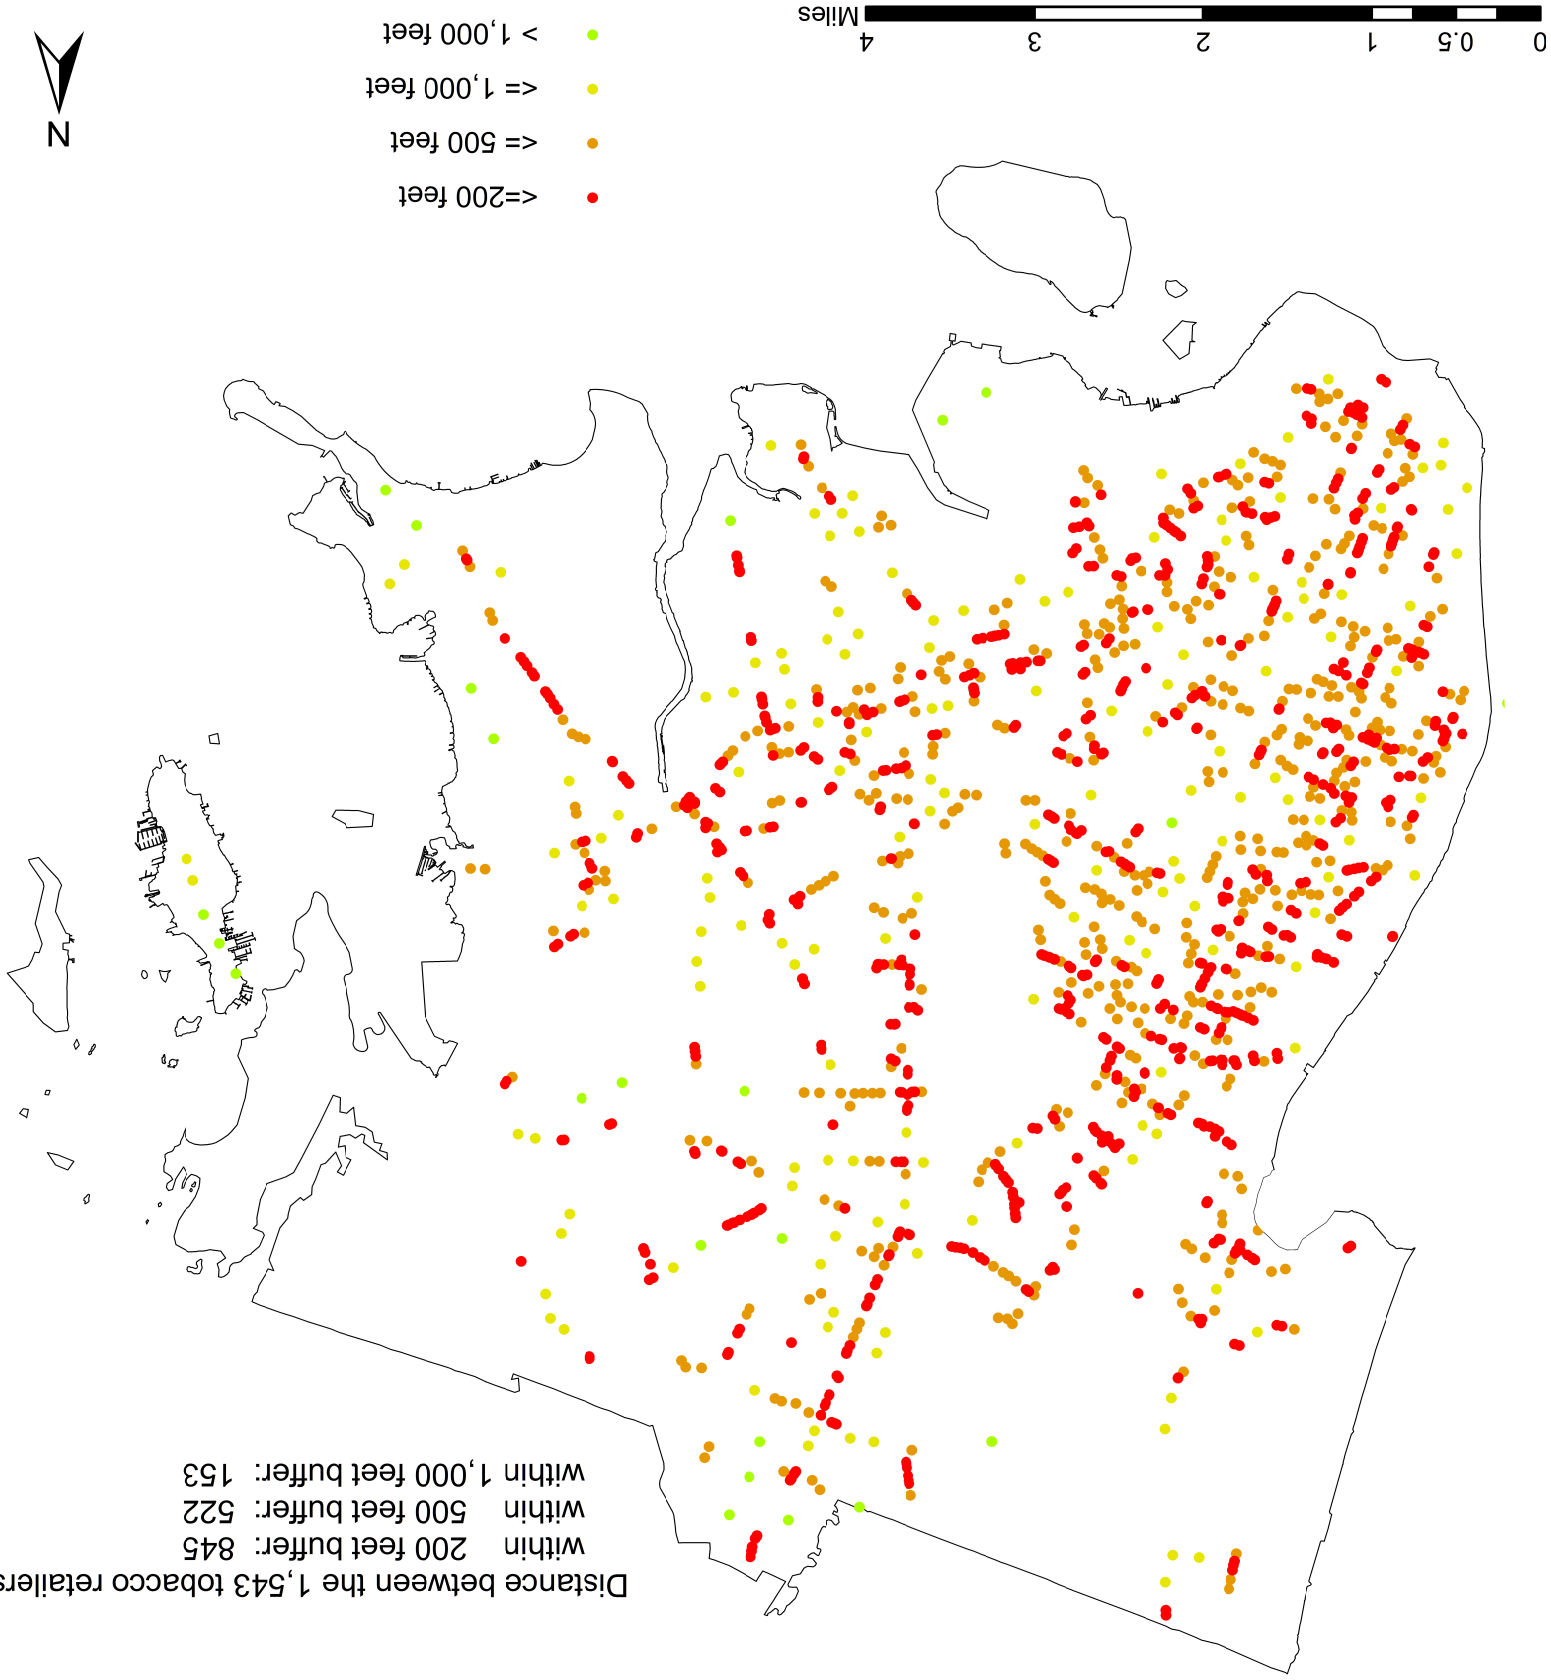 Distance between the 1,543 tobacco retailers
within 200 feet buffer: 845
within 500 feet buffer: 522
within 1,000 feet buffer: 153
<=200 feet
<= 500 feet
<= 1,000 feet
> 1,000 feet
N
0 0.5 1 2 3 4
Miles